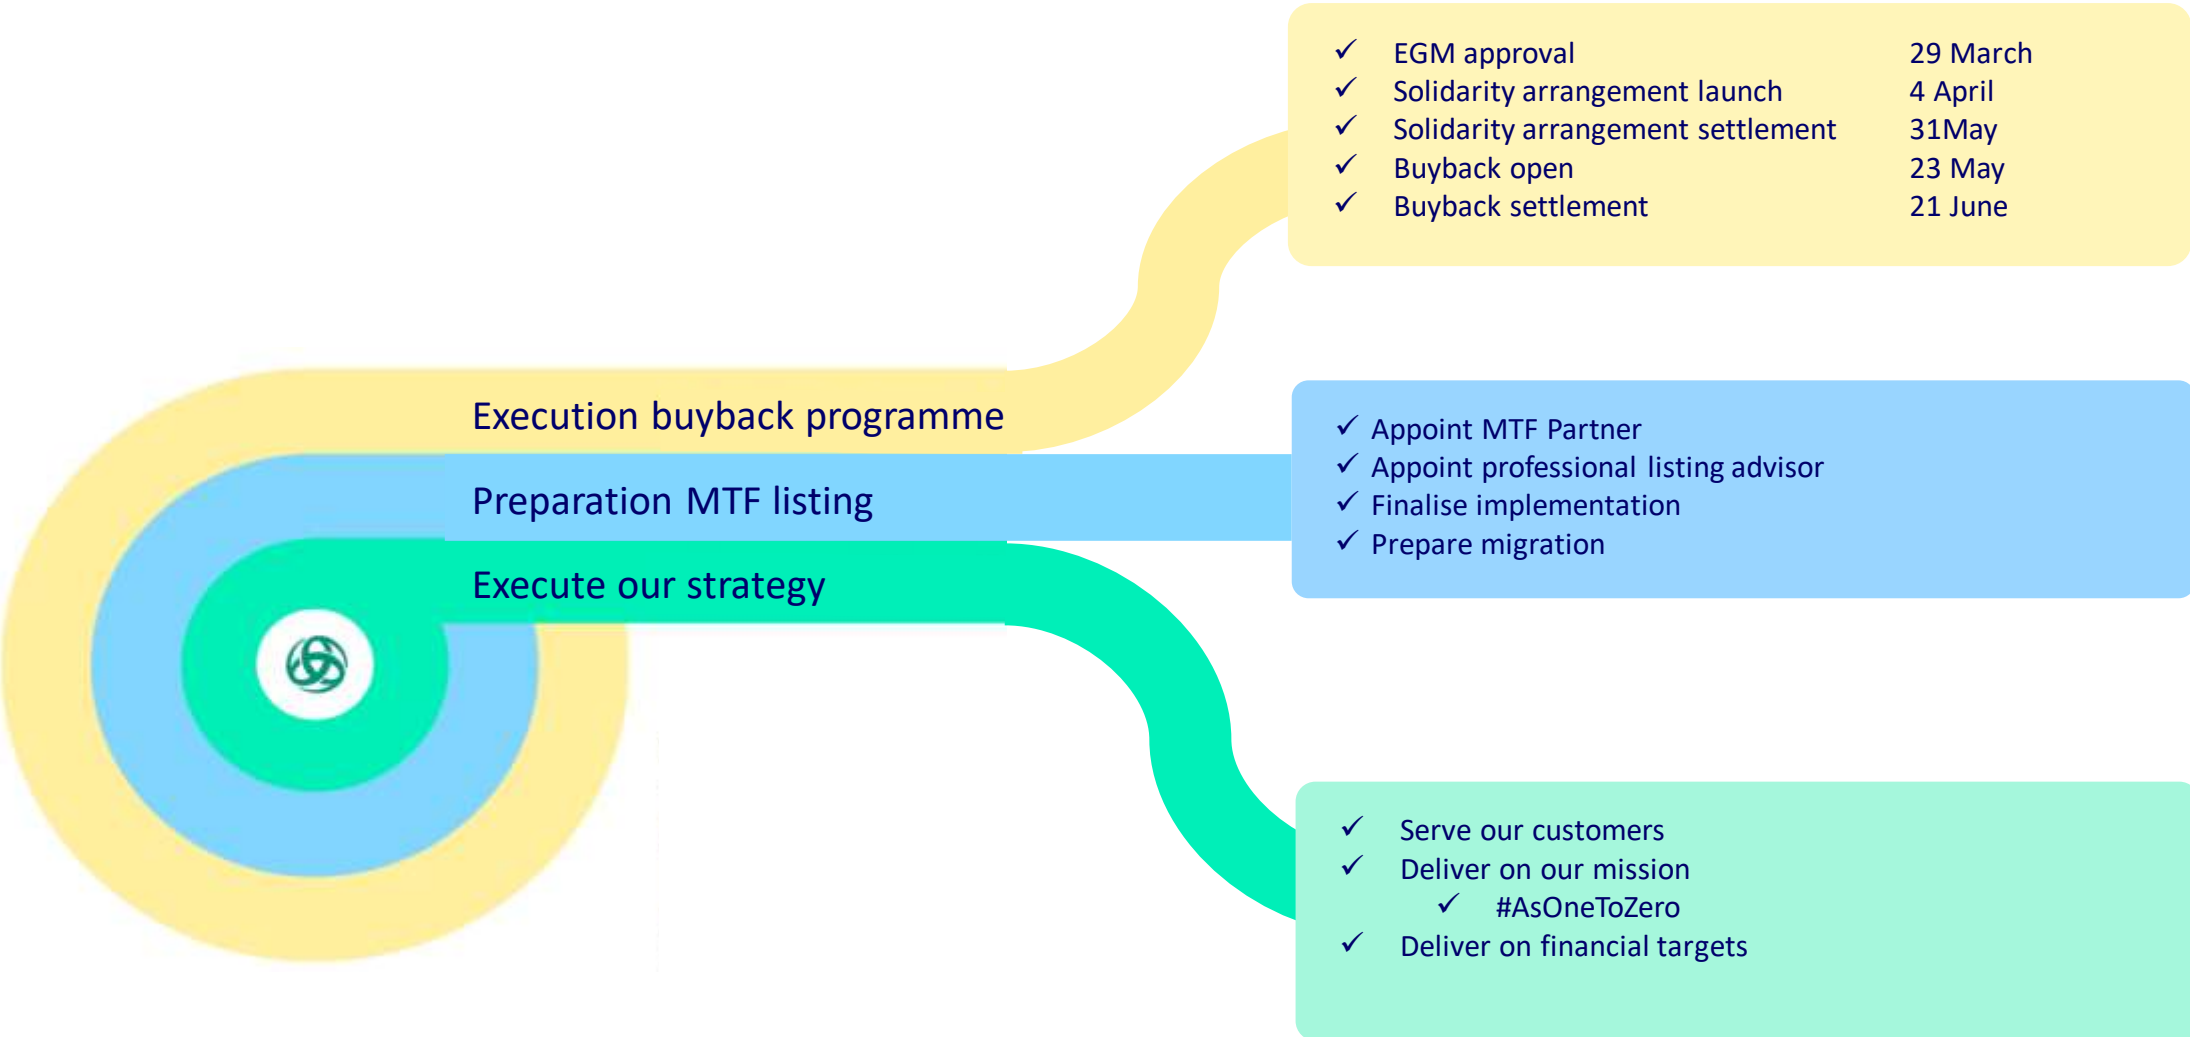 ✓ EGM approval 29 March
✓ Solidarity arrangement launch 4 April
✓ Solidarity arrangement settlement 31May
✓ Buyback open 23 May
✓ Buyback settlement 21 June
Execution buyback programme
Preparation MTF listing
Execute our strategy
✓ Appoint MTF Partner
✓ Appoint professional listing advisor
✓ Finalise implementation
✓ Prepare migration
✓ Serve our customers
✓ Deliver on our mission
✓ #AsOneToZero
✓ Deliver on financial targets